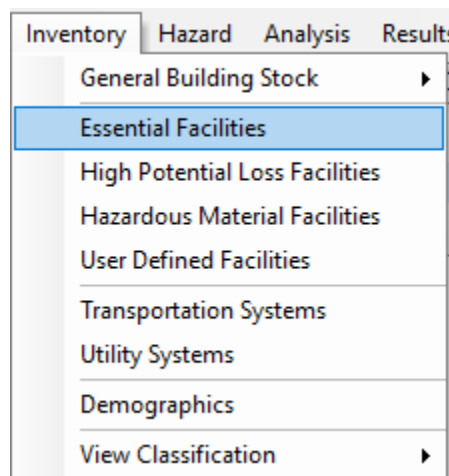 Inventory Hazard Analysis Results
General Building Stock
Essential Facilities
High Potential Loss Facilities
Hazardous Material Facilities
User Defined Facilities
Transportation Systems
Utility Systems
Demographics
View Classification